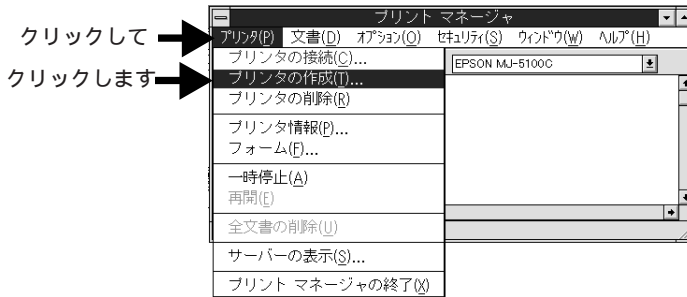 プリント マネージャ
クリックして
プリンタ(P) 文書(D) オプション(O) セキュリティ(S) ウィンドウ(W) ヘルプ(H)
プリンタの接続(C)...
EPSON MJ-5100C
クリックします
プリンタの作成(T)...
プリンタの削除(R)
プリンタ情報(P)...
フォーム(F)...
一時停止(A)
再開(E)
全文書の削除(U)
サーバーの表示(S)...
プリント マネージャの終了(X)